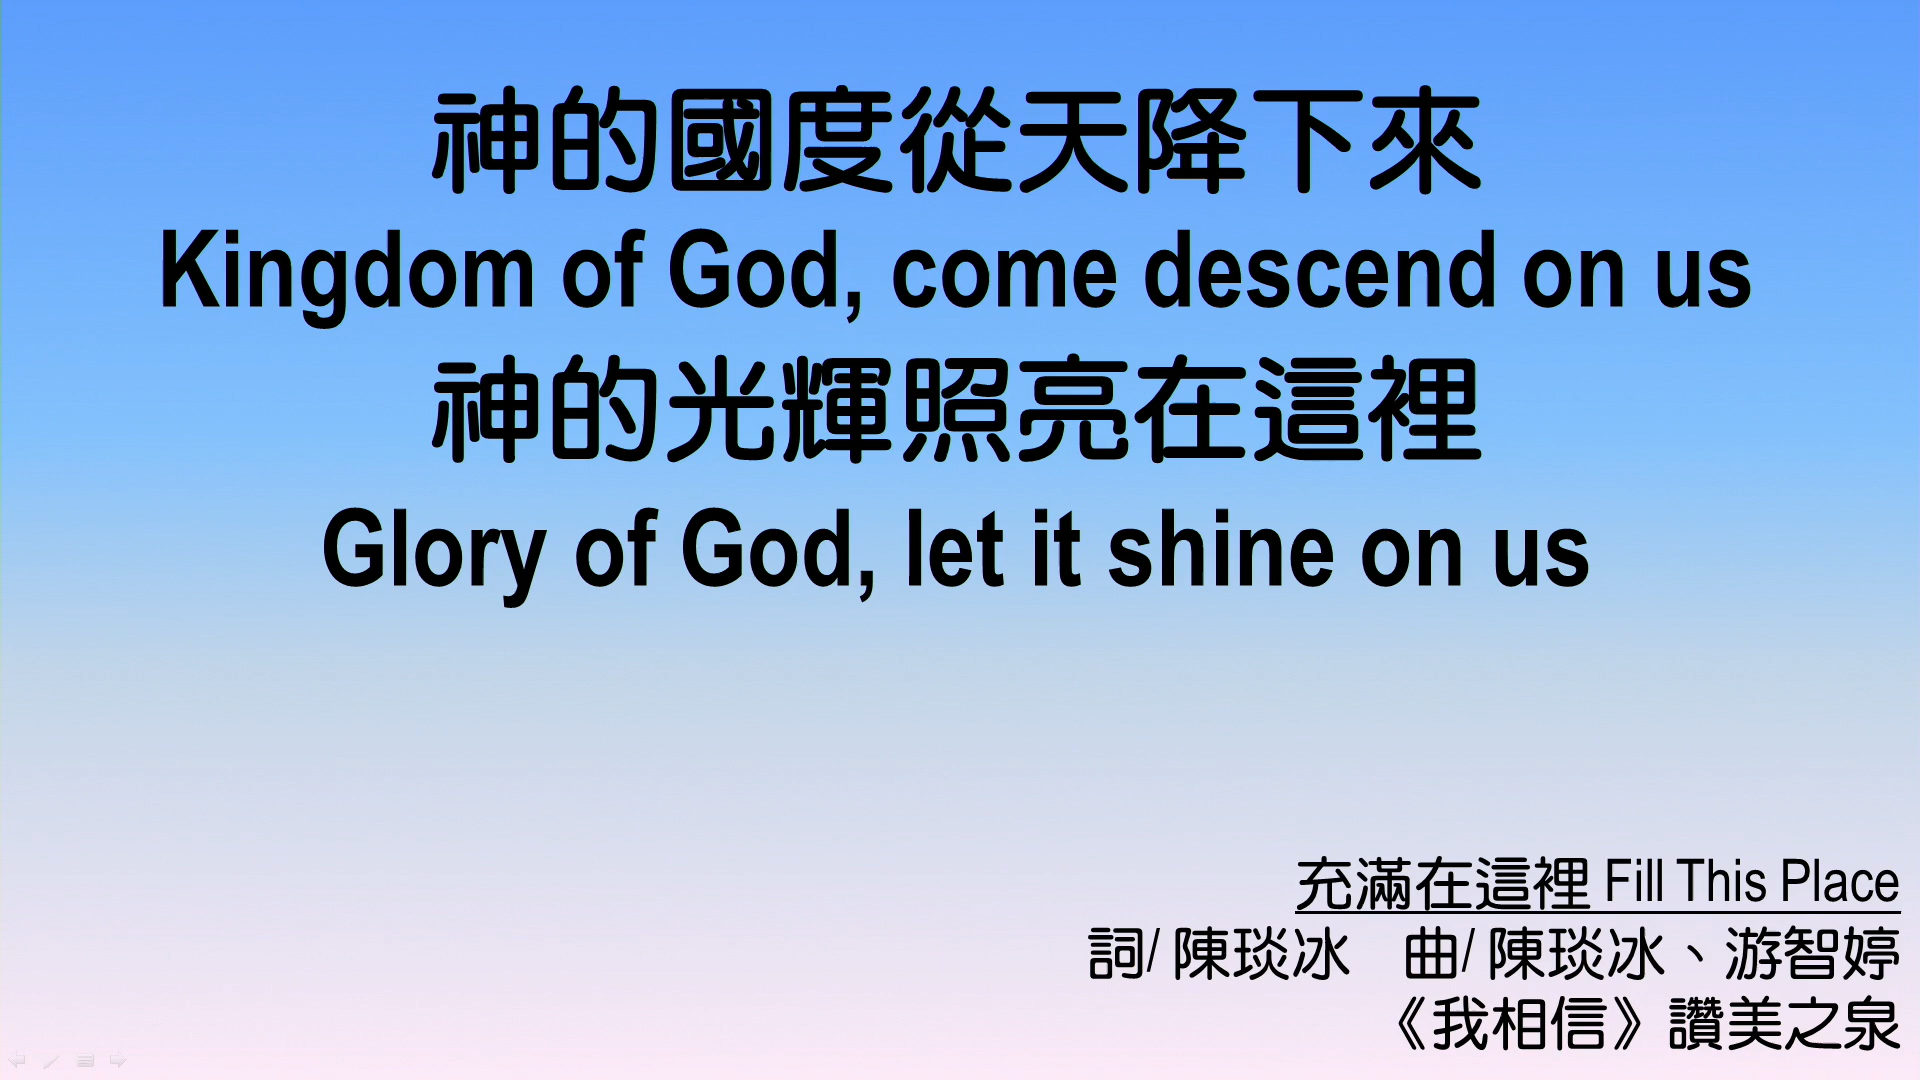 神的國度從天降下來
Kingdom of God, come descend on us
神的光輝照亮在這裡
Glory of God, let it shine on us
充滿在這裡 Fill This Place
詞/ 陳琰冰　曲/ 陳琰冰、游智婷
《我相信》讚美之泉